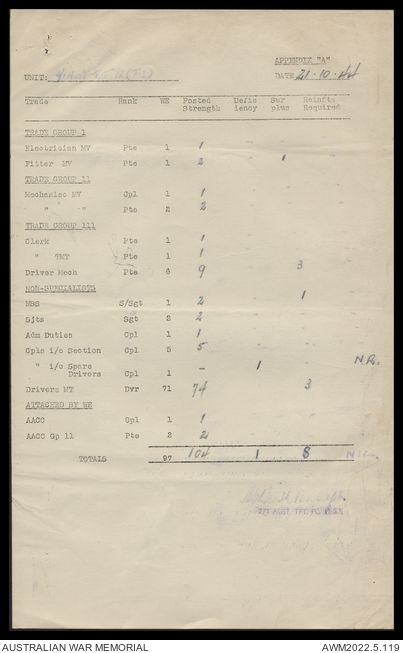 APPENDIX "A"
UNIT:
DATE 21-10-44
Trade Rank WE Posted Strength Defic iency Sur plus Reinfts Required
TRADE GROUP 1
Electrician MV Pte 1 1 - - -
Fitter MV Pte 1 2 - 1 -
TRADE GROUP 11
Mechanics MV Cpl 1 1 - - -
" " Pte 2 2 - - -
TRADE GROUP 111
Clerk Pte 1 1 - - -
" TMY Pte 1 1 - - -
Driver Mech Pte 6 9 - 3
NON-SPECIALISTS
S/Sgt 1 2 - 1
Sjts Sgt 2 2 - -
Adm Duties Cpl 1 1 - -
Cpls i/c Section Cpl 5 5 - -
" i/c Spare Drivers Cpl 1 - 1 - N.R.
Drivers MT Dvr 71 74 - 3
ATTACHED BY WE
AACC Cpl 1 1 - -
AACC Gp 11 Pte 2 2 - -
TOTALS 97 104 1 8
AUSTRALIAN WAR MEMORIAL
AWM2022.5.119